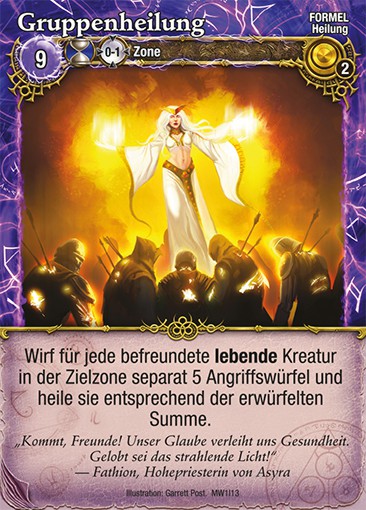 Gruppenheilung
FORMEL
Heilung
9
0-1 Zone
2
Wirf für jede befreundete lebende Kreatur
in der Zielzone separat 5 Angriffswürfel und
heile sie entsprechend der erwürfelten
Summe.
„Kommt, Freunde! Unser Glaube verleiht uns Gesundheit.
Gelobt sei das strahlende Licht!“
— Fathion, Hohepriesterin von Asyra
Illustration: Garrett Post. MW1I13